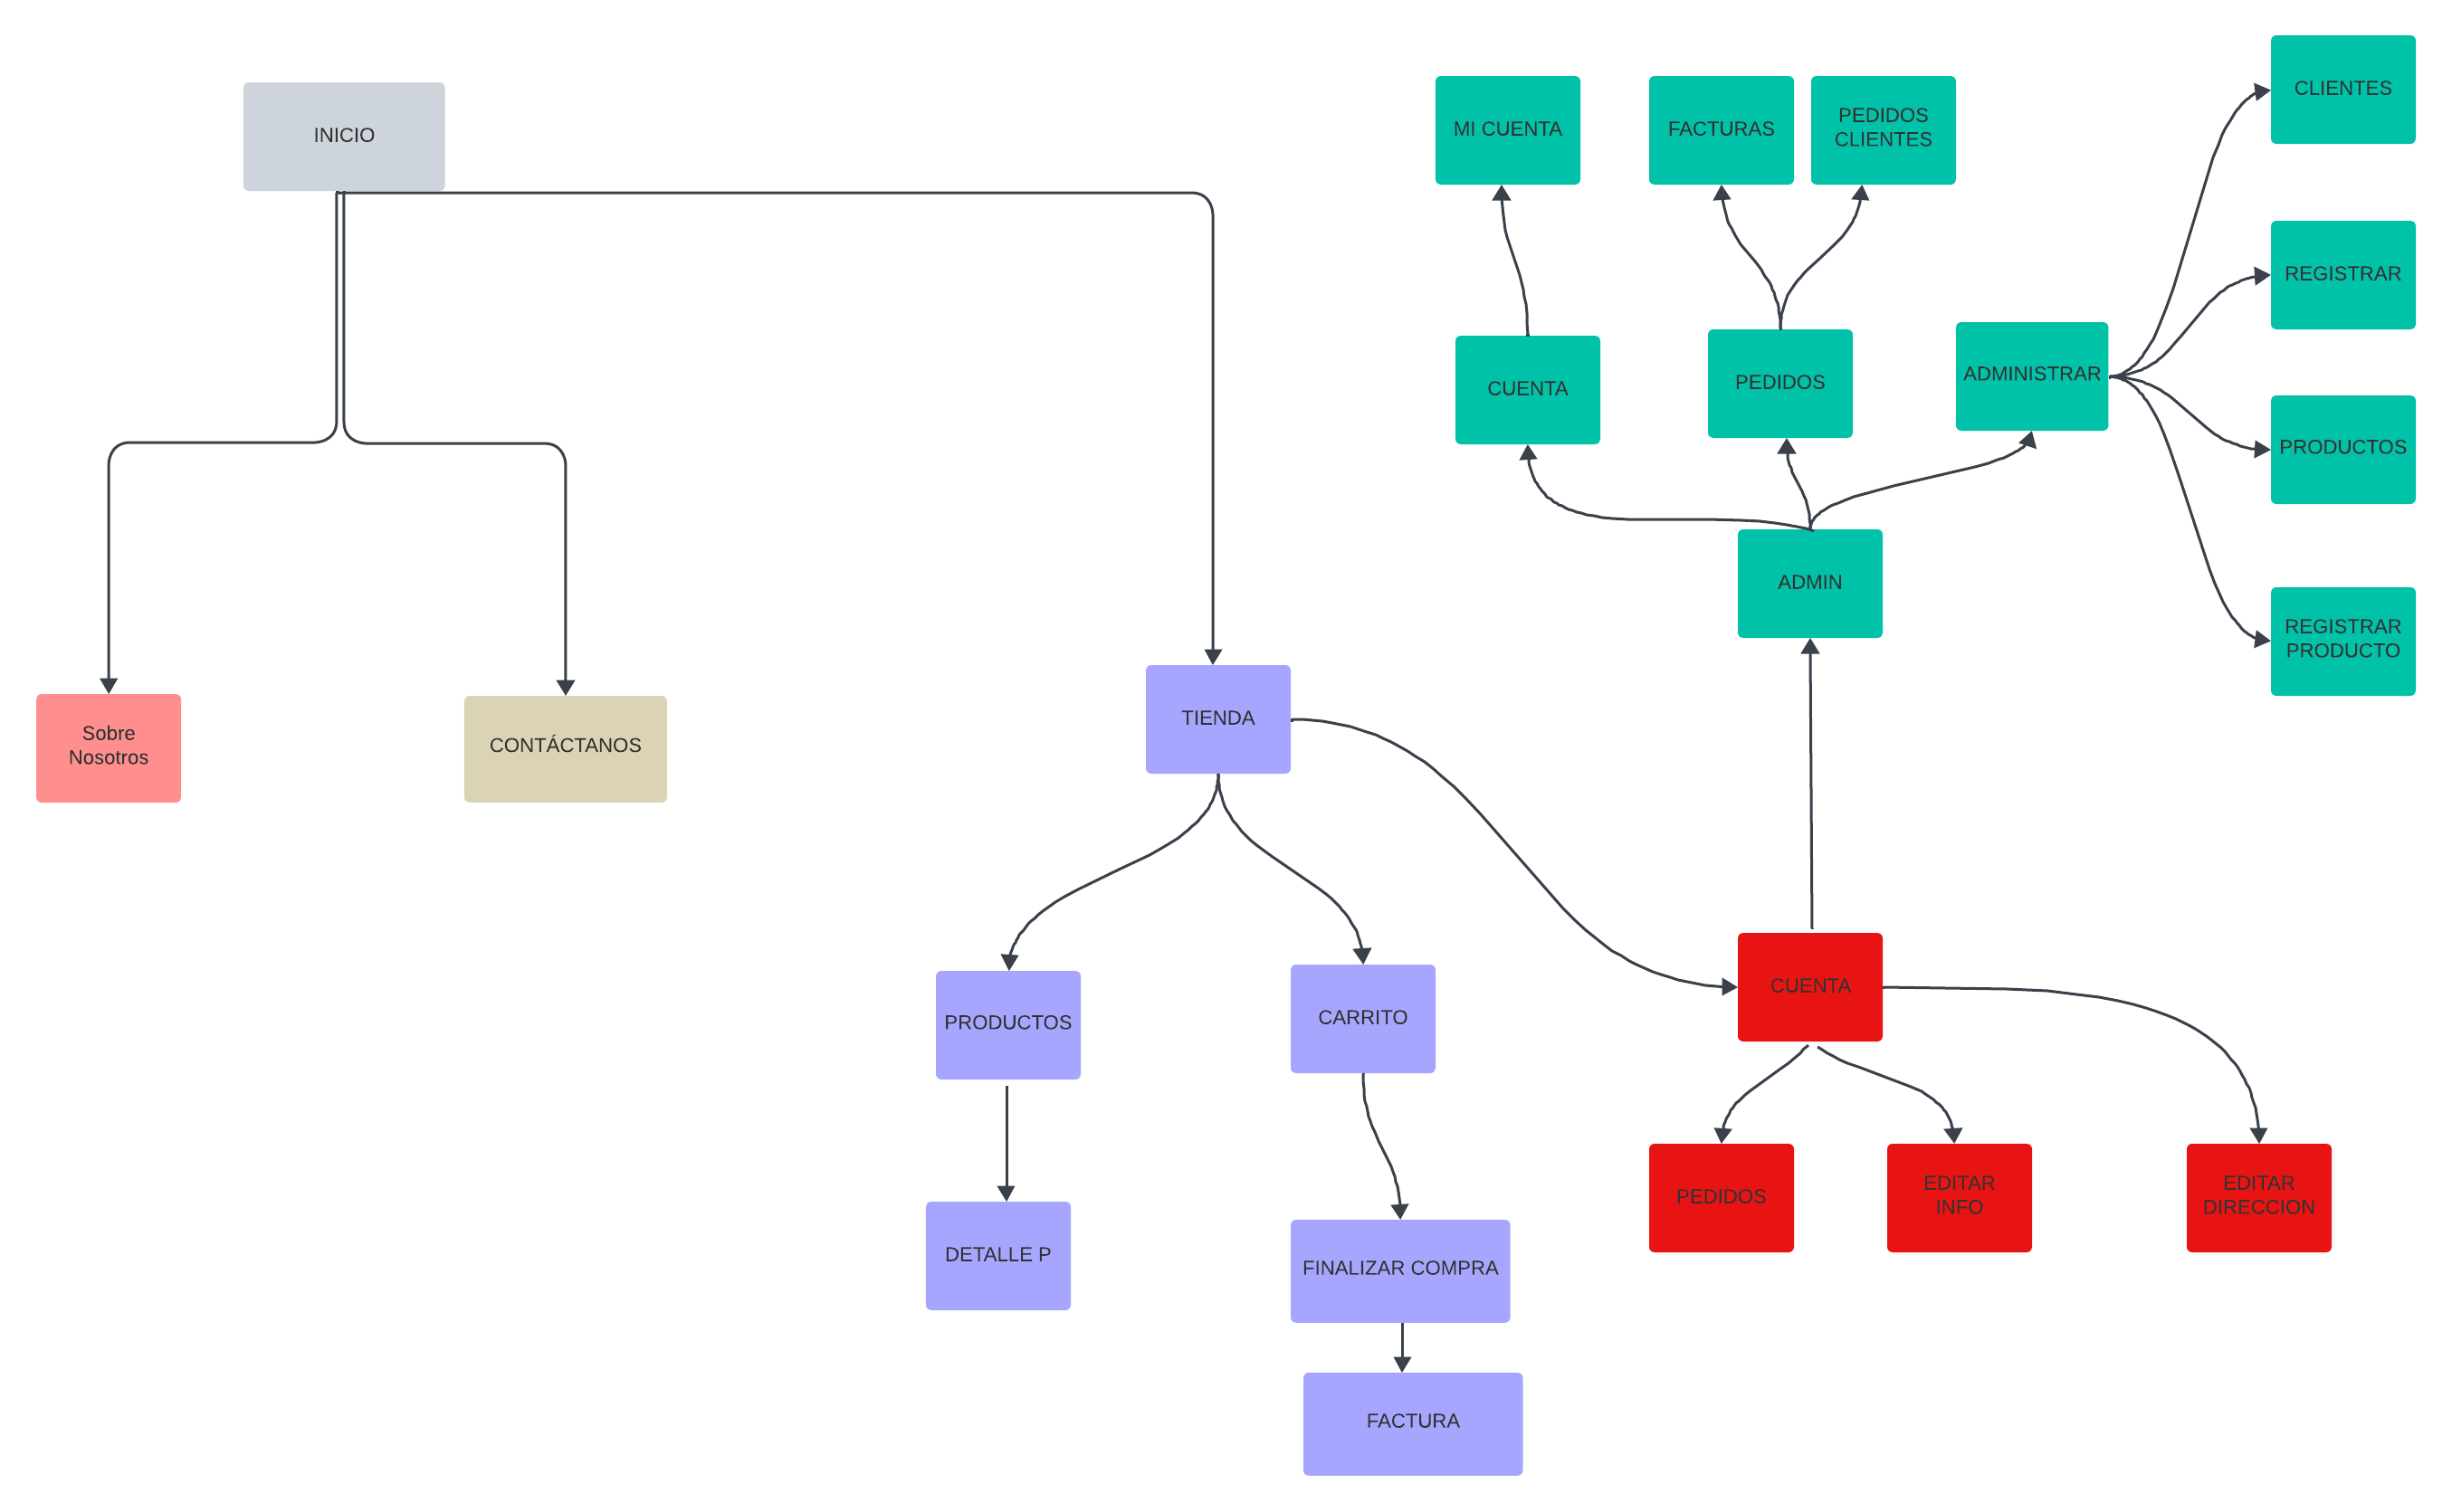 INICIO
MI CUENTA
FACTURAS
PEDIDOS
CLIENTES
CLIENTES
REGISTRAR
CUENTA
PEDIDOS
ADMINISTRAR
PRODUCTOS
ADMIN
REGISTRAR
PRODUCTO
Sobre
Nosotros
CONTÁCTANOS
TIENDA
PRODUCTOS
CARRITO
CUENTA
DETALLE P
FINALIZAR COMPRA
PEDIDOS
EDITAR
INFO
EDITAR
DIRECCION
FACTURA